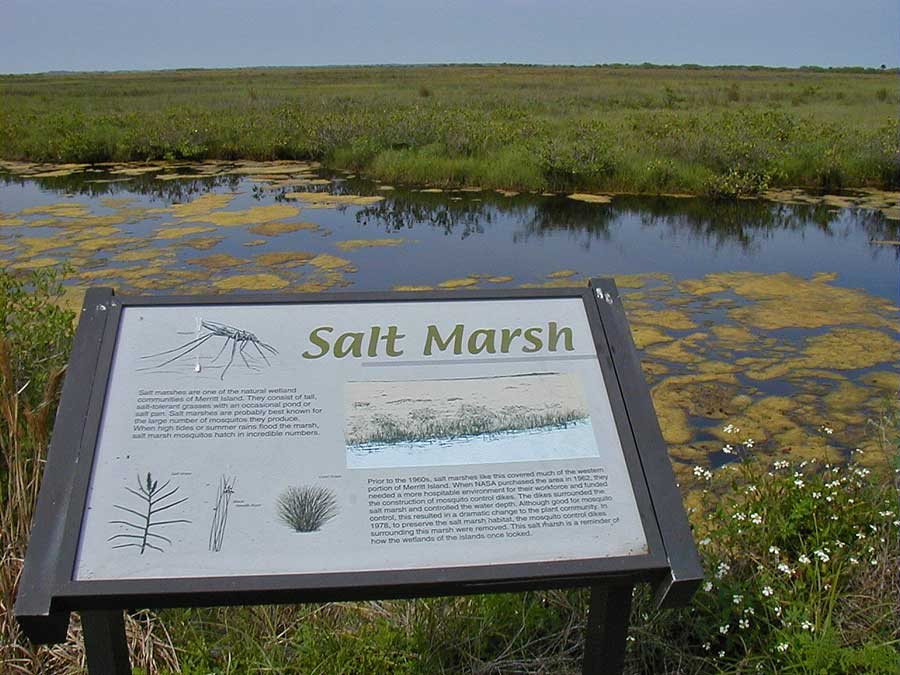 Salt Marsh
Salt marshes are one of the natural wetland
communities of Merritt Island. They consist of tall,
salt-tolerant grasses with an occasional pond or
salt pan. Salt marshes are probably best known for
the large number of mosquitos they produce.
When high tides or summer rains flood the marsh,
salt marsh mosquitos hatch in incredible numbers.
Salt Grass
Black
Needle Rush
Cord Grass
Prior to the 1960s, salt marshes like this covered much of the western
portion of Merritt Island. When NASA purchased the area in 1962, they
needed a more hospitable environment for their workforce and funded
the construction of mosquito control dikes. The dikes surrounded the
salt marsh and controlled the water depth. Although good for mosquito
control, this resulted in a dramatic change to the plant community. In
1978, to preserve the salt marsh habitat, the mosquito control dikes
surrounding this marsh were removed. This salt marsh is a reminder of
how the wetlands of the islands once looked.